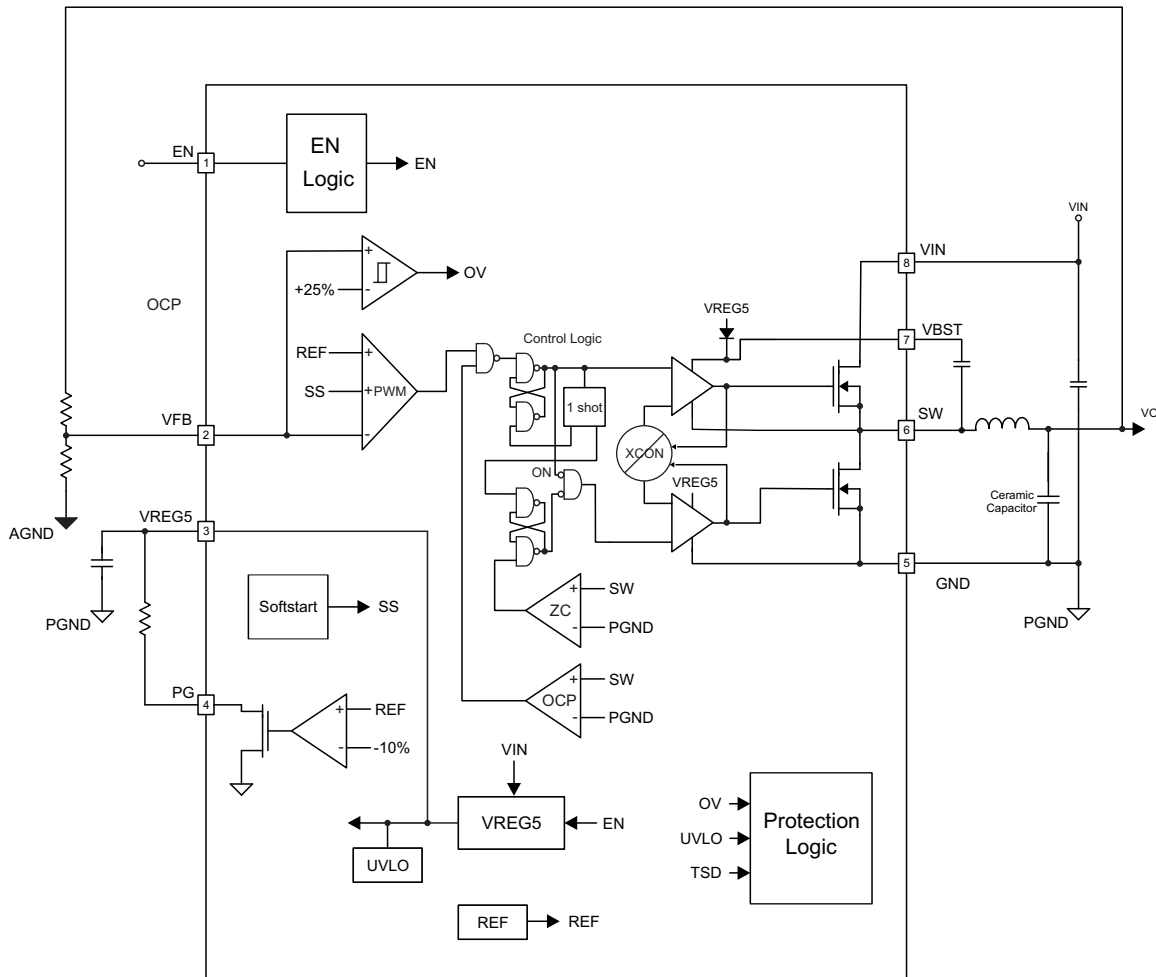 EN
1
EN
Logic
EN
+
OV
+25%
-
OCP
VIN
VIN
8
VREG5
VBST
7
Control Logic
REF
+
SS
+
PWM
-
1 shot
VFB
2
SW
6
VO
XCON
ON
VREG5
Ceramic
Capacitor
AGND
VREG5
3
5
GND
PGND
PGND
Softstart
SS
+
SW
ZC
-
PGND
+
SW
OCP
-
PGND
PG
4
+
REF
-
-10%
VIN
VREG5
EN
UVLO
OV
UVLO
TSD
Protection
Logic
REF
REF